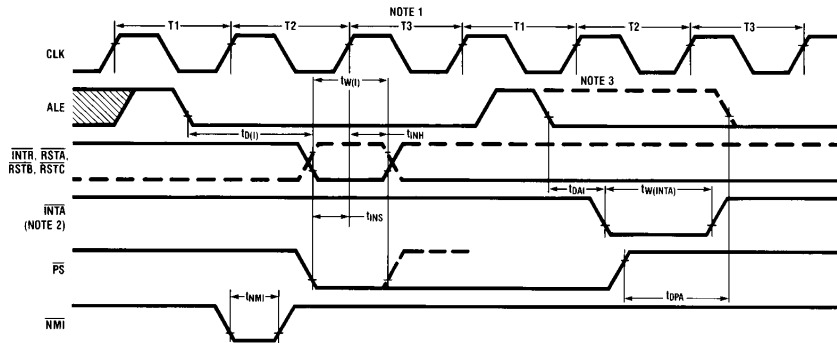 NOTE 1
T1 T2 T3 T1 T2 T3
CLK
tW(I)
NOTE 3
ALE
tD(I) tINH
INTR, RSTA,
RSTB, RSTC
tDAI tW(INTA)
INTA
(NOTE 2)
tINS
PS
tNMI
tDPA
NMI